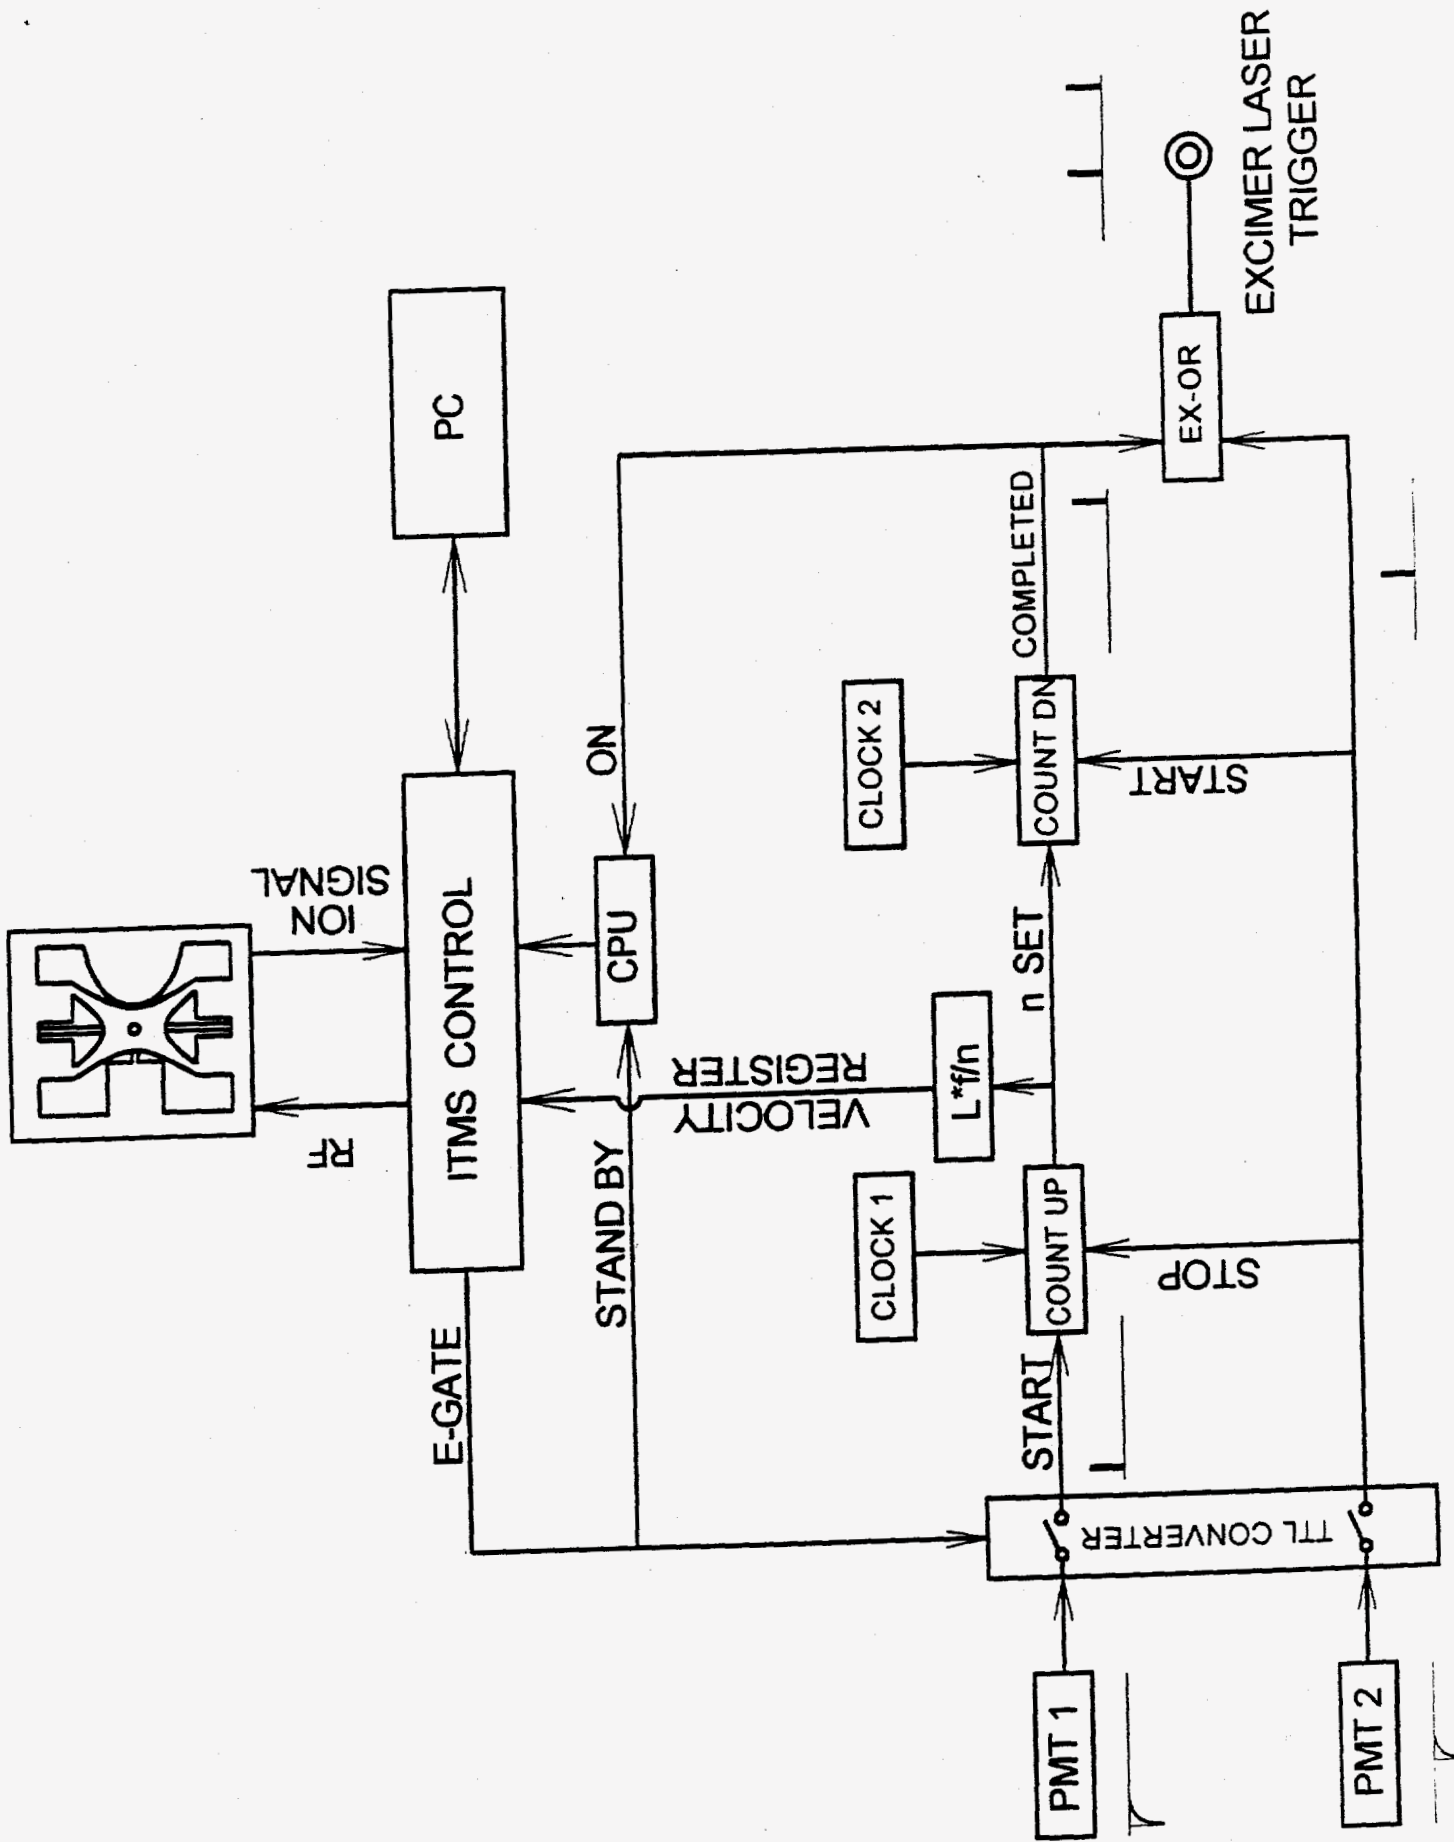 RF
ION
SIGNAL
E-GATE
ITMS CONTROL
PC
STAND BY
CPU
ON
VELOCITY
REGISTER
CLOCK 1
L*f/n
CLOCK 2
PMT 1
START
COUNT UP
n SET
COUNT DN
COMPLETED
TTL CONVERTER
STOP
START
EX-OR
EXCIMER LASER
TRIGGER
PMT 2